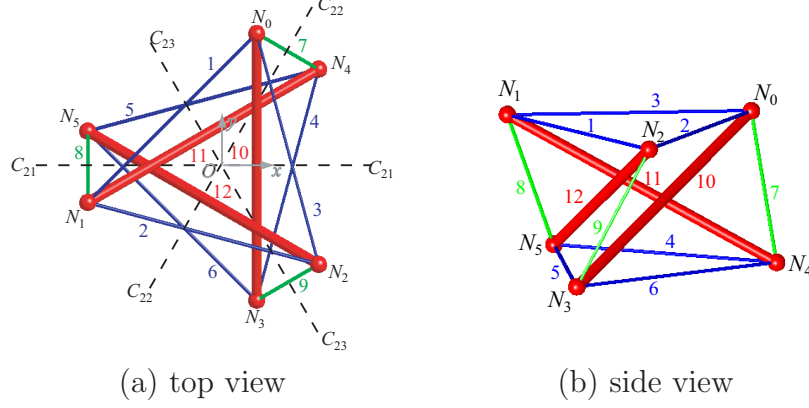 C₂₂
N₀
C₂₃
7
1
N₄
5
N₅
4
y
8
11
10
C₂₁
O
x
C₂₁
12
N₁
3
2
N₂
6
9
C₂₂
N₃
C₂₃
(a) top view
N₁
3
N₀
1
N₂
2
11
10
8
12
7
9
N₅
4
N₄
5
6
N₃
(b) side view